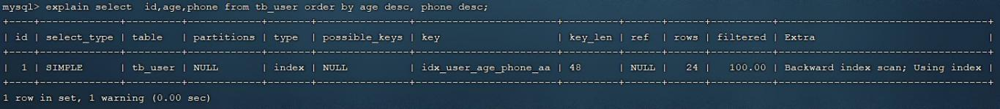 mysql> explain select  id,age,phone from tb_user order by age desc, phone desc;
+----+-------------+---------+------------+-------+---------------+----------------------+---------+------+------+----------+----------------------------------+
| id | select_type | table   | partitions | type  | possible_keys | key                  | key_len | ref  | rows | filtered | Extra                            |
+----+-------------+---------+------------+-------+---------------+----------------------+---------+------+------+----------+----------------------------------+
|  1 | SIMPLE      | tb_user | NULL       | index | NULL          | idx_user_age_phone_aa | 48      | NULL |   24 |   100.00 | Backward index scan; Using index |
+----+-------------+---------+------------+-------+---------------+----------------------+---------+------+------+----------+----------------------------------+
1 row in set, 1 warning (0.00 sec)